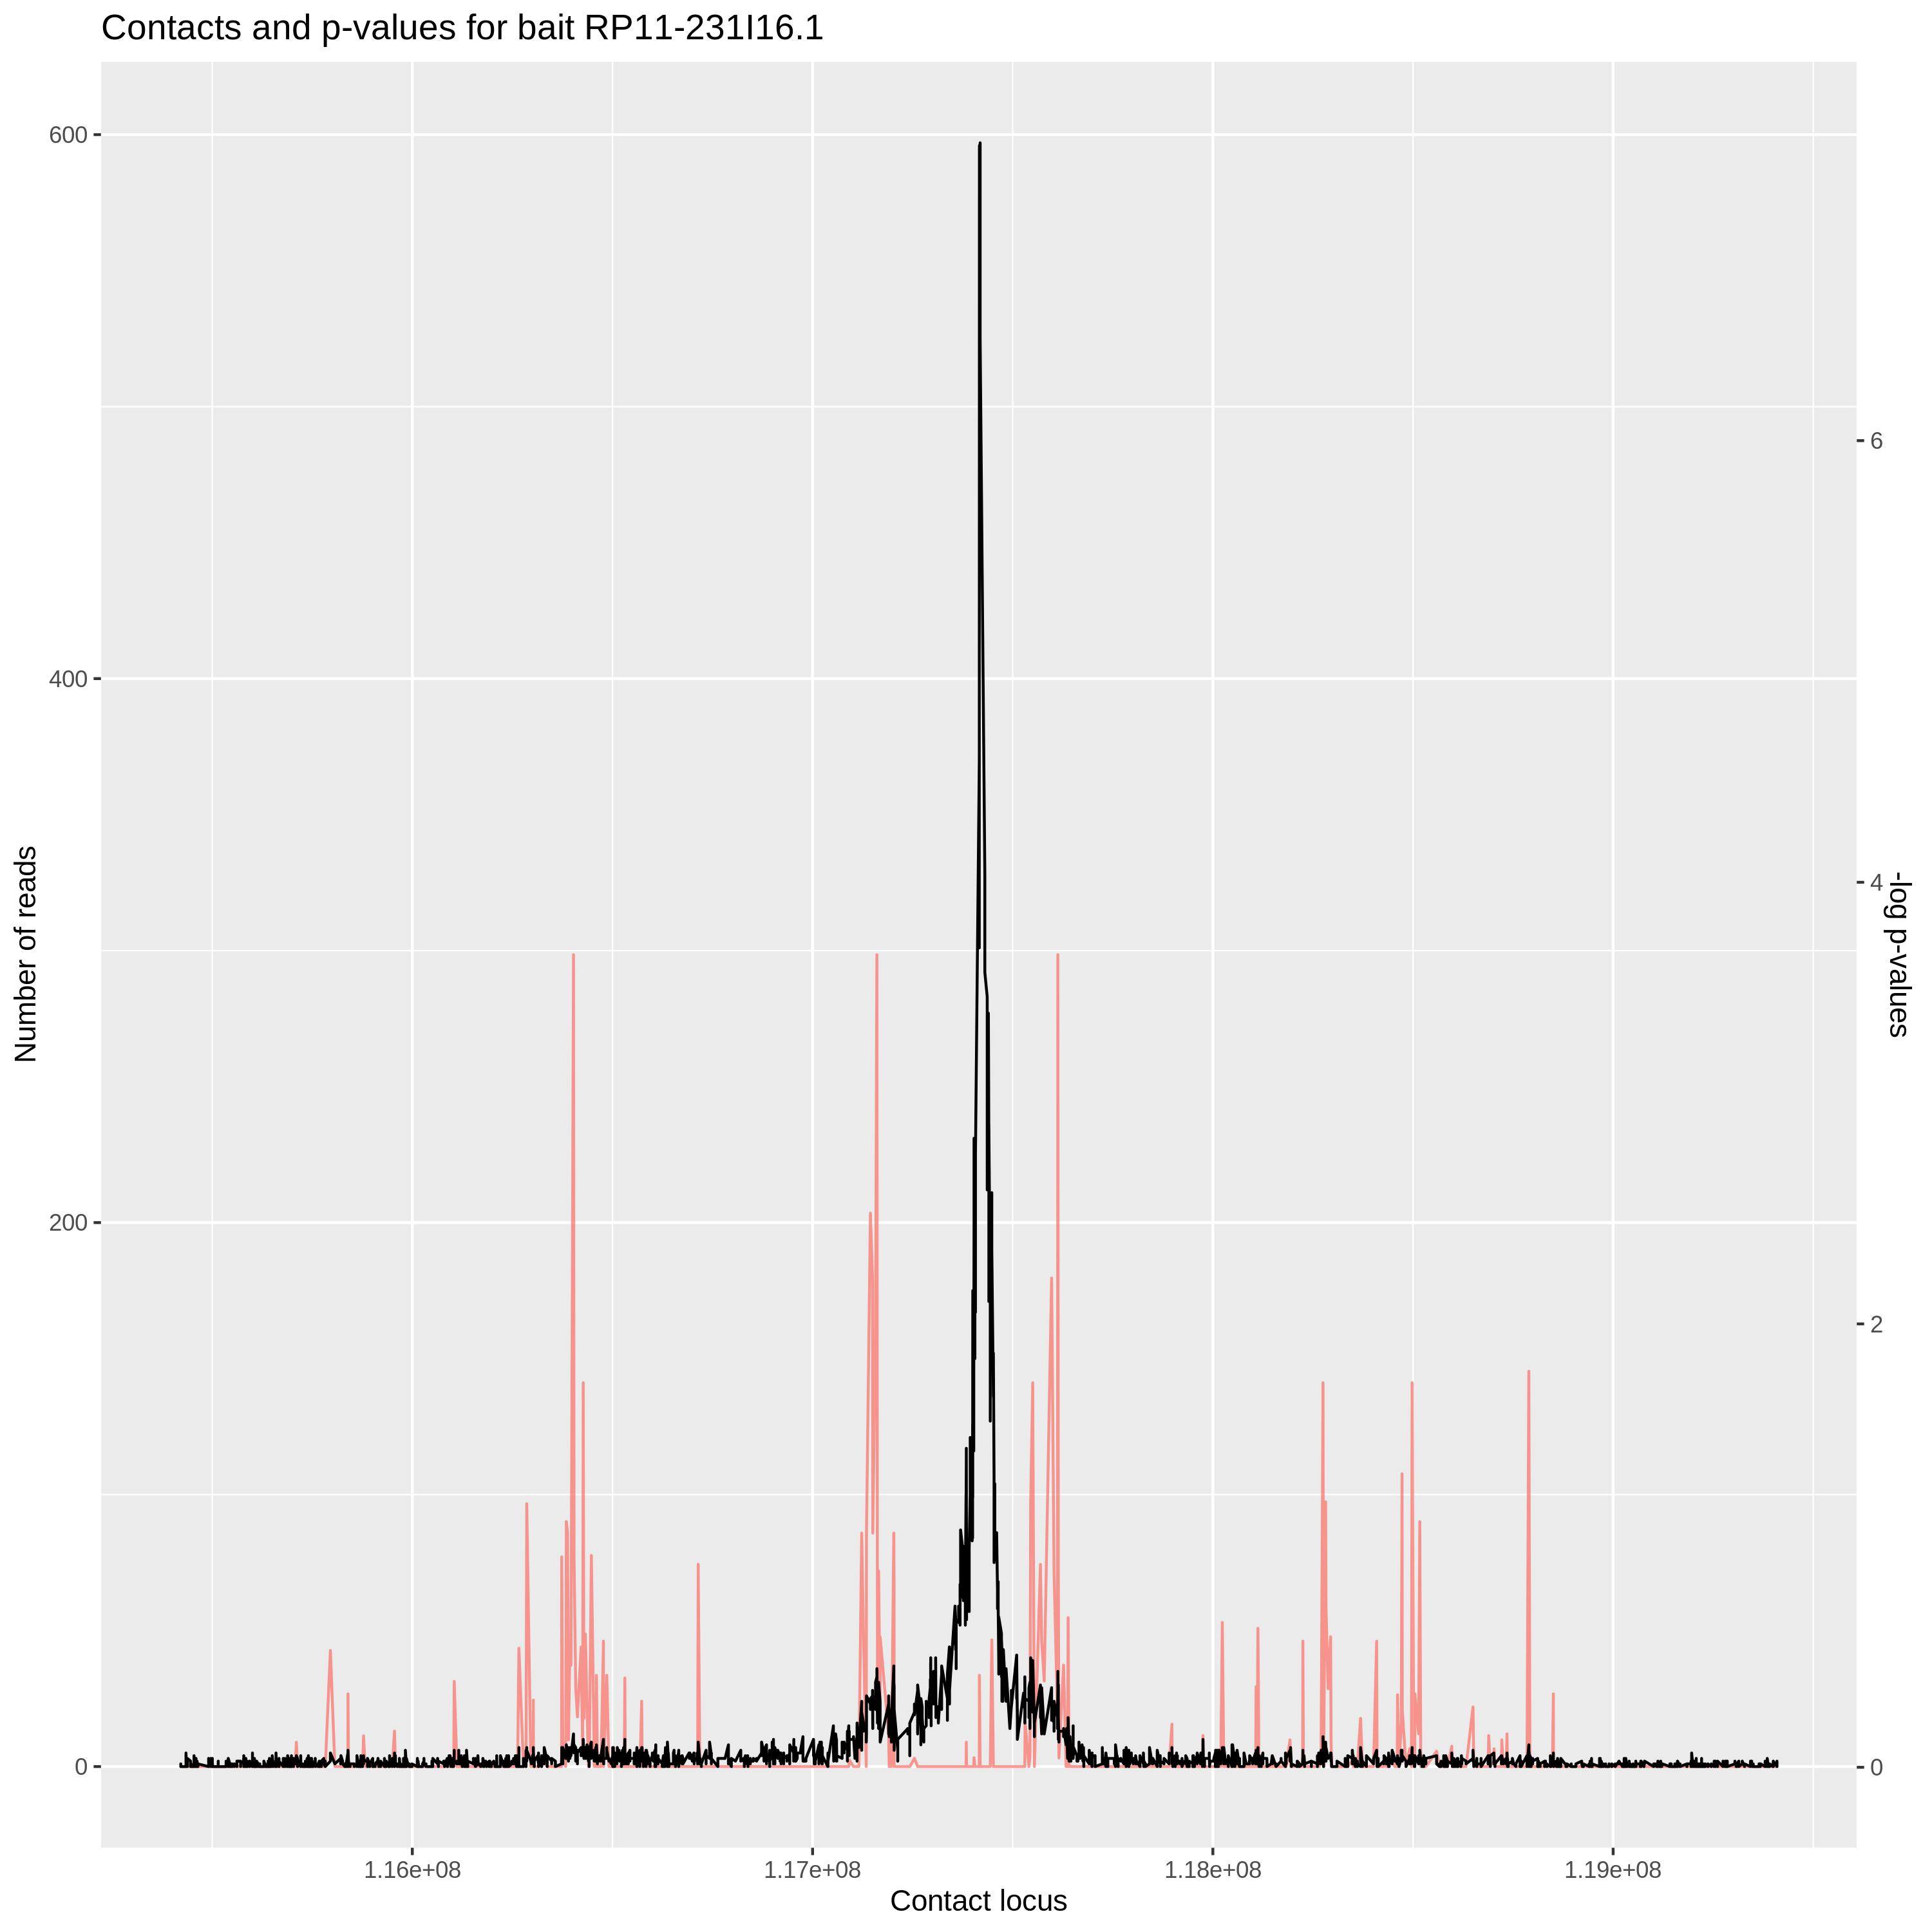 Contacts and p-values for bait RP11-231I16.1
600
400
200
0
Number of reads
6
4
2
0
-log p-values
1.16e+08
1.17e+08
1.18e+08
1.19e+08
Contact locus